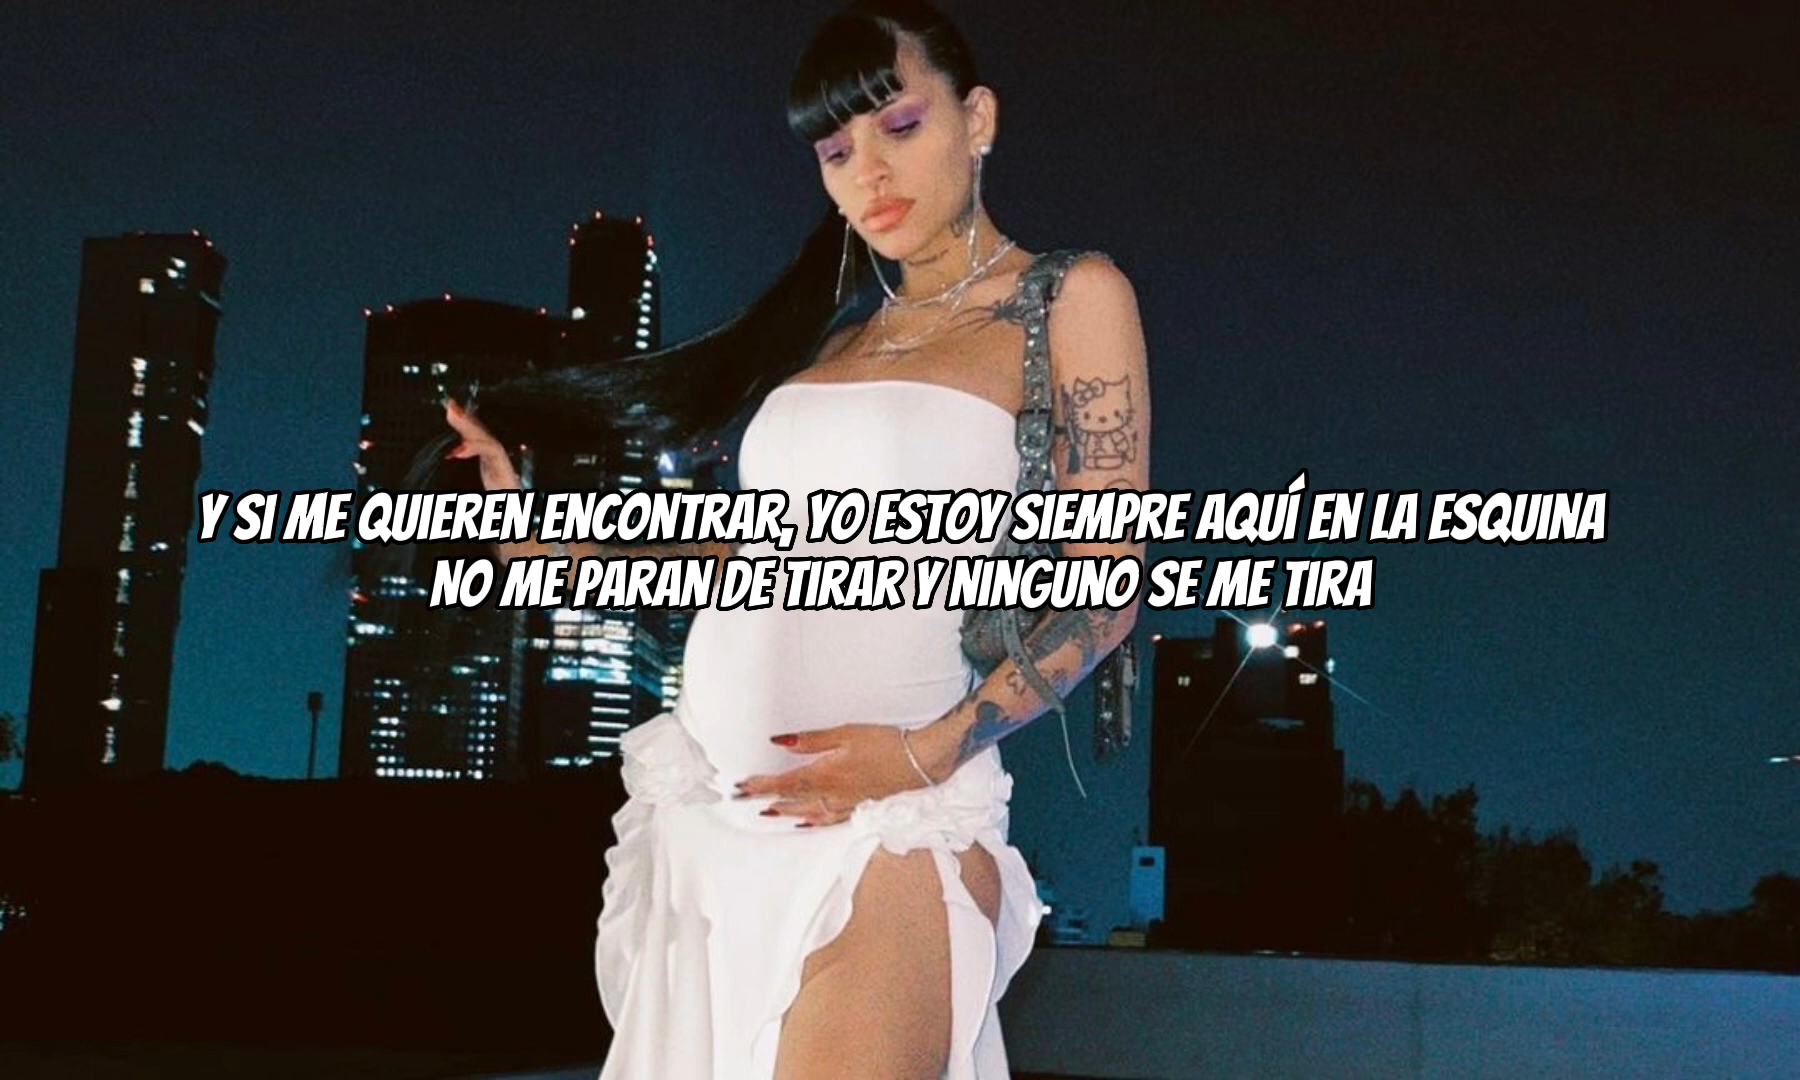 Y SI ME QUIEREN ENCONTRAR, YO ESTOY SIEMPRE AQUÍ EN LA ESQUINA
NO ME PARAN DE TIRAR Y NINGUNO SE ME TIRA